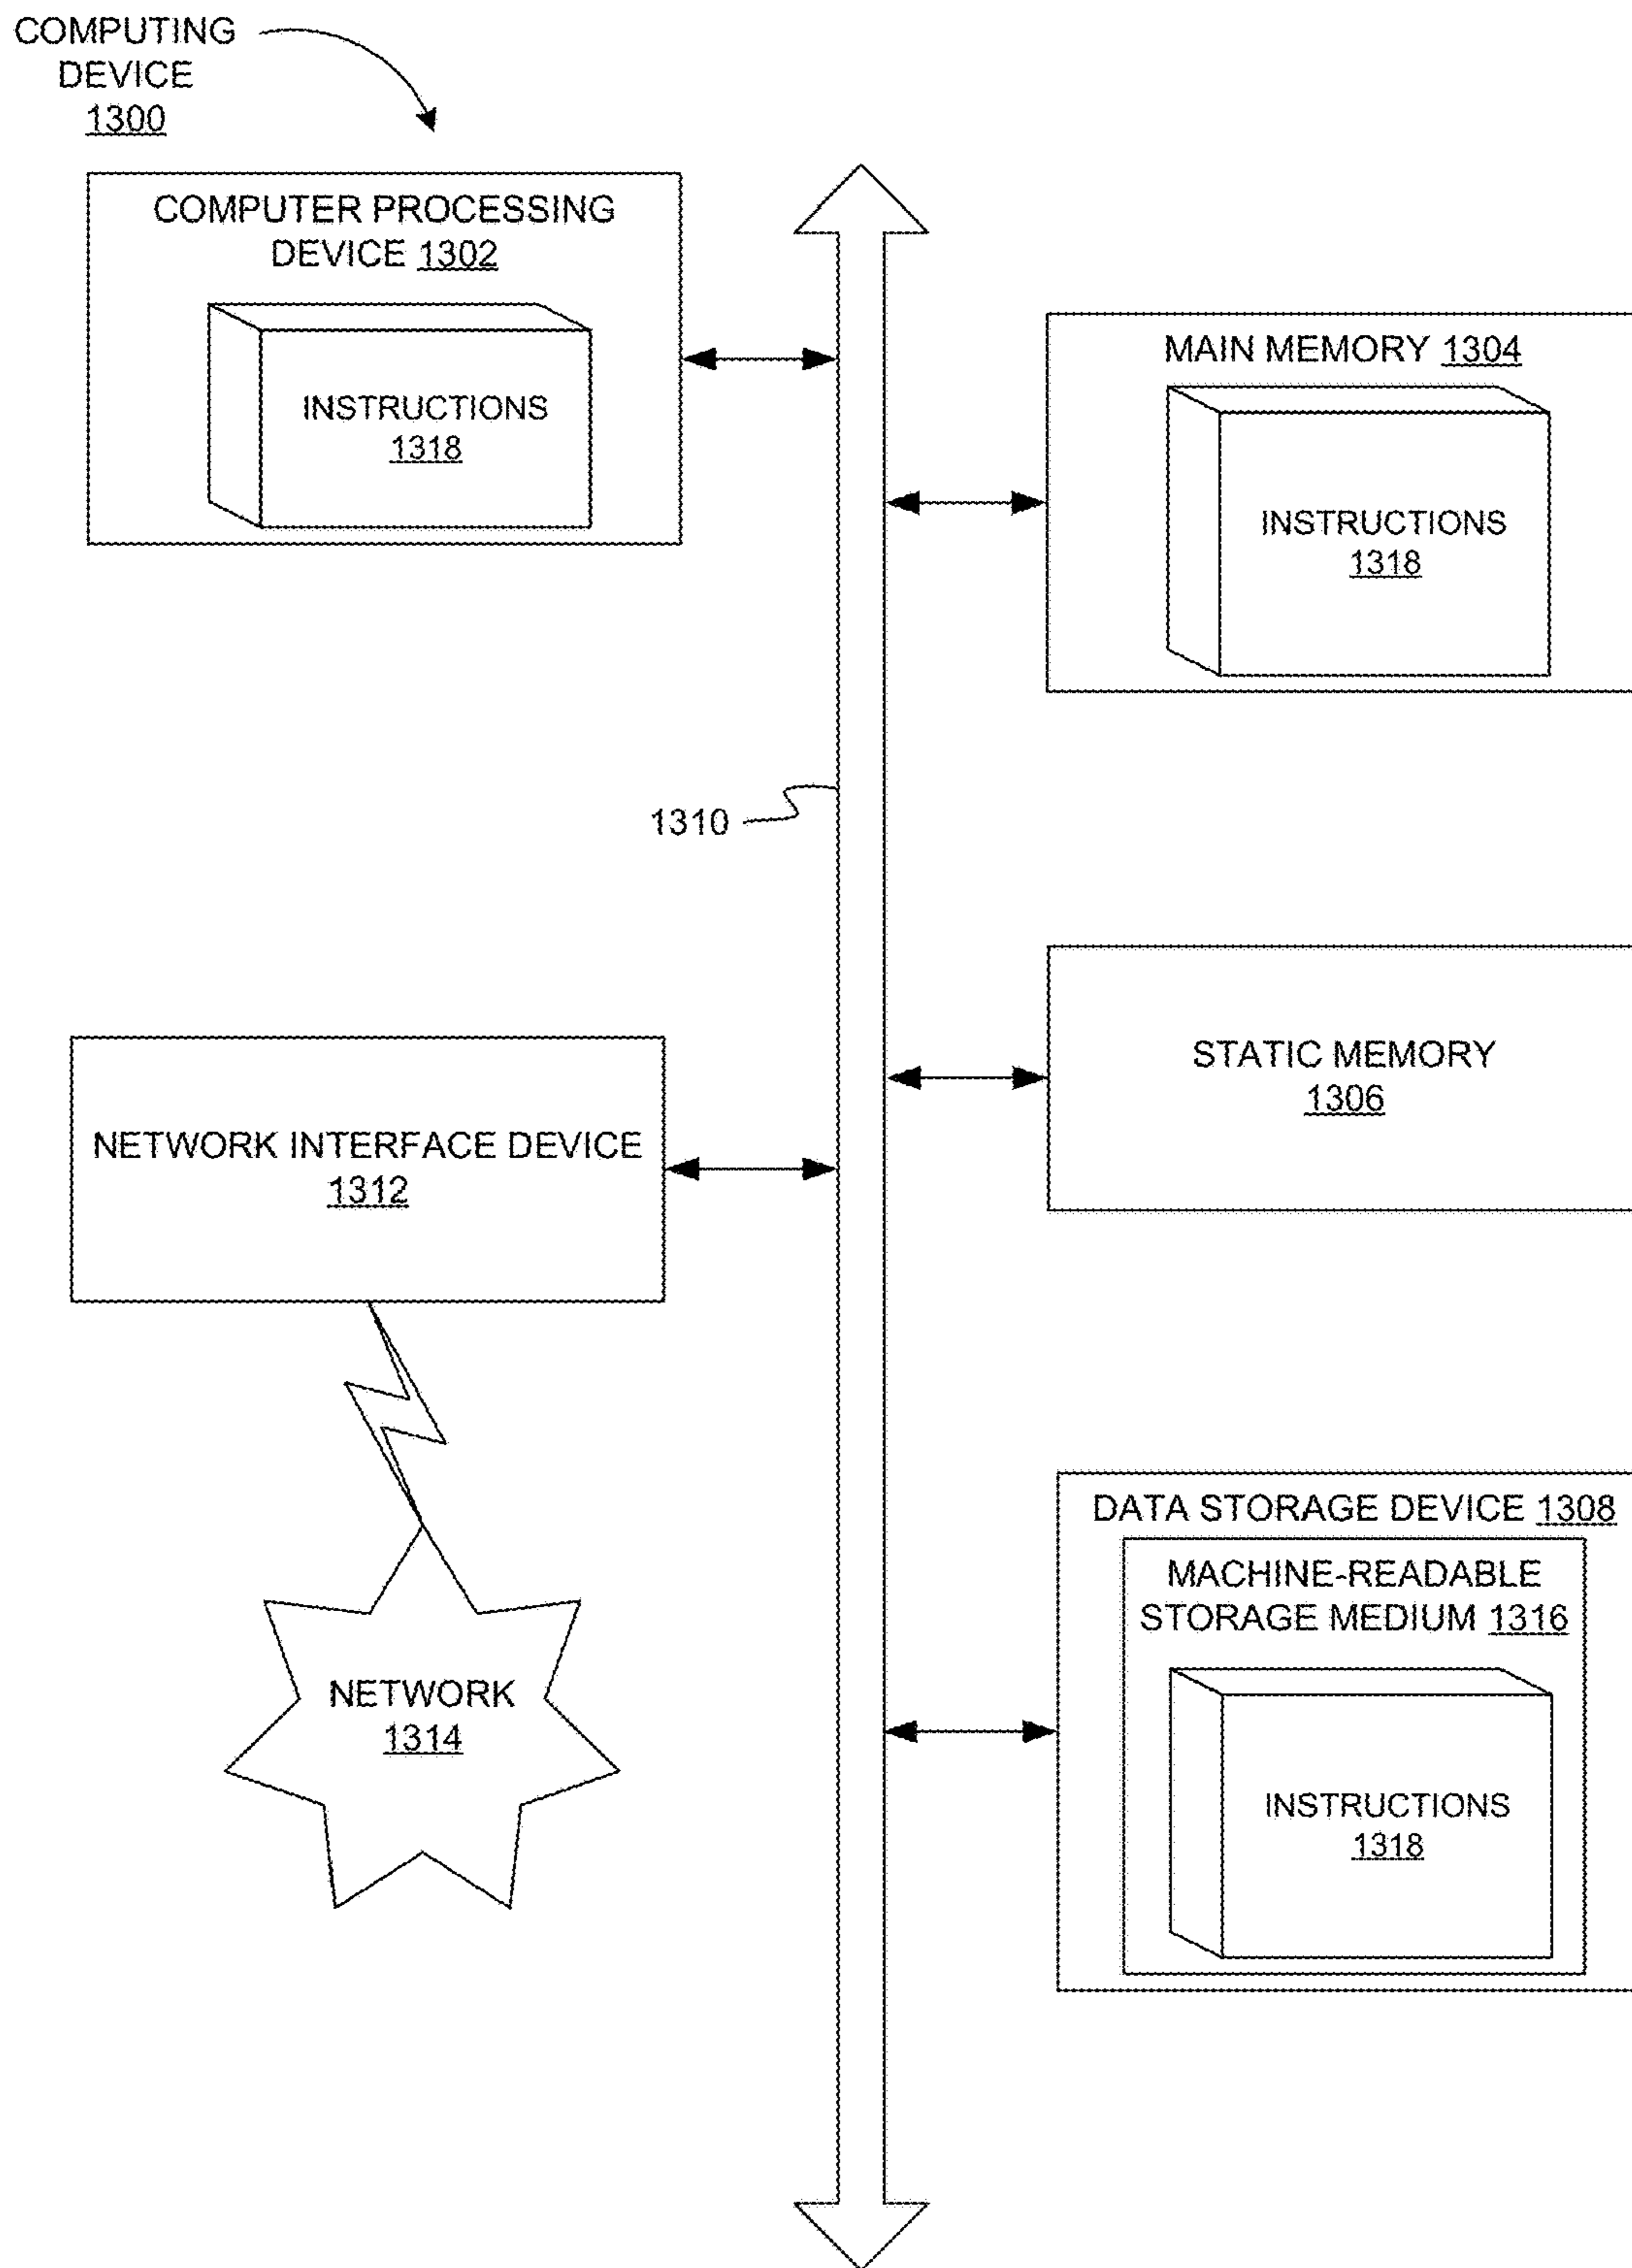 COMPUTING
DEVICE
1300
COMPUTER PROCESSING
DEVICE 1302
INSTRUCTIONS
1318
MAIN MEMORY 1304
INSTRUCTIONS
1318
1310
STATIC MEMORY
1306
NETWORK INTERFACE DEVICE
1312
DATA STORAGE DEVICE 1308
MACHINE-READABLE
STORAGE MEDIUM 1316
INSTRUCTIONS
1318
NETWORK
1314